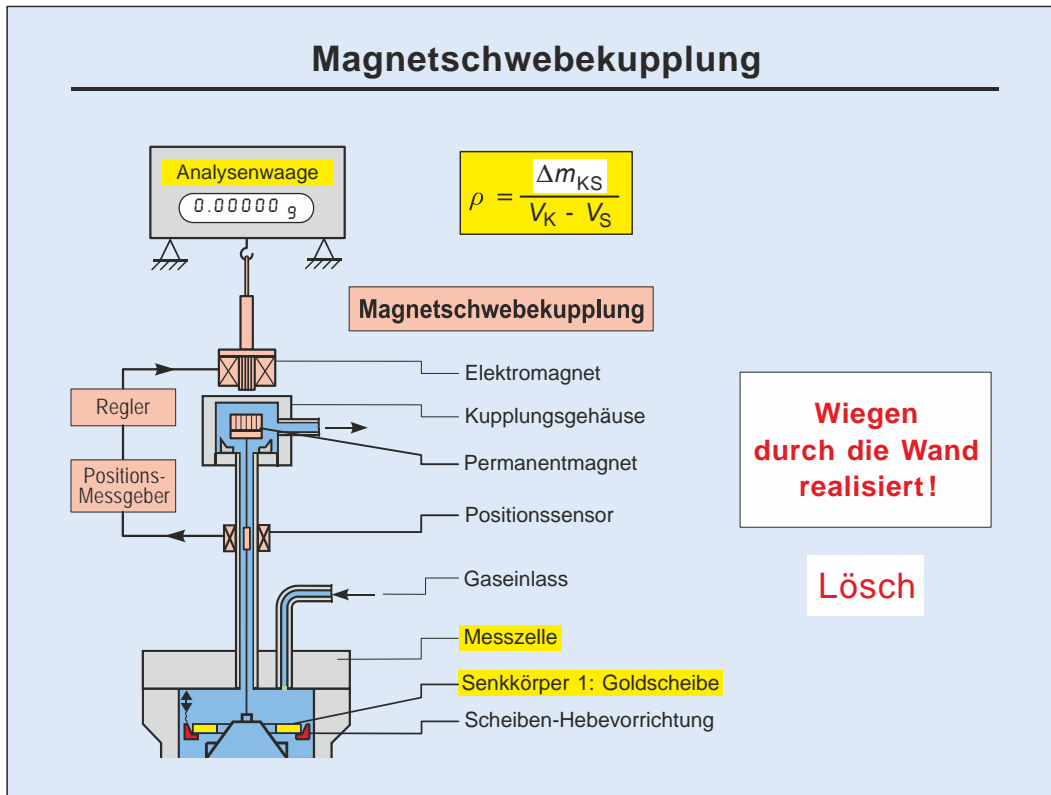 Magnetschwebekupplung
Analysenwaage
0.00000 g
ρ = Δm_KS / (V_K - V_S)
Magnetschwebekupplung
Elektromagnet
Regler
Kupplungsgehäuse
Permanentmagnet
Positions-
Messgeber
Positionssensor
Gaseinlass
Messzelle
Senkkörper 1: Goldscheibe
Scheiben-Hebevorrichtung
Wiegen
durch die Wand
realisiert!
Lösch